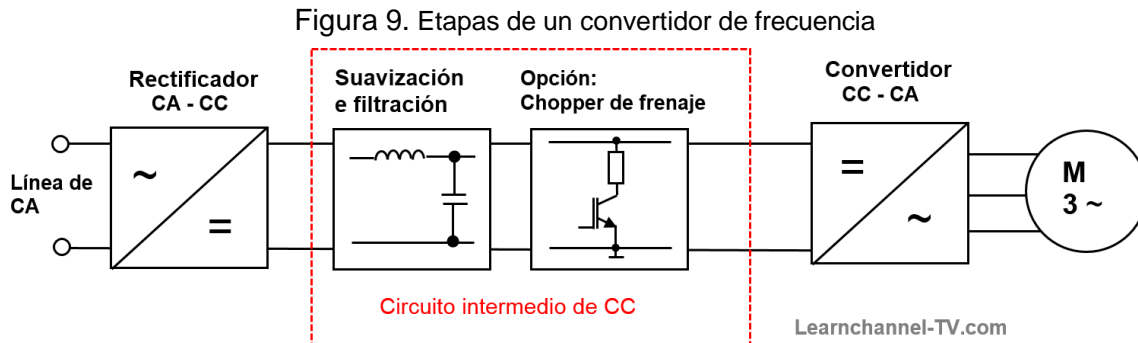 Figura 9. Etapas de un convertidor de frecuencia
Rectificador
CA - CC
Suavización
e filtración
Opción:
Chopper de frenaje
Convertidor
CC - CA
Línea de
CA
~
=
=
~
M
3 ~
Circuito intermedio de CC
Learnchannel-TV.com